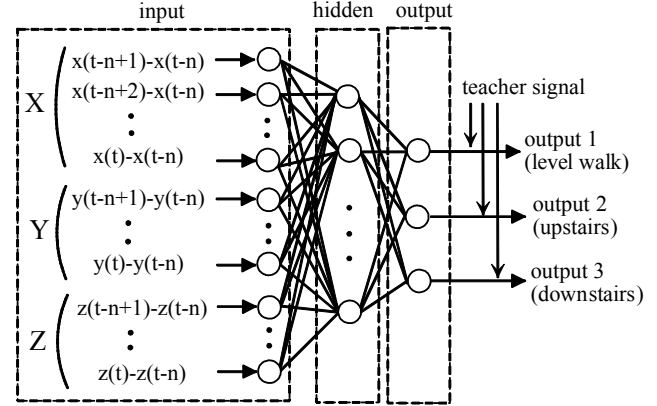 input
hidden
output
X
x(t-n+1)-x(t-n)
x(t-n+2)-x(t-n)
x(t)-x(t-n)
Y
y(t-n+1)-y(t-n)
y(t)-y(t-n)
Z
z(t-n+1)-z(t-n)
z(t)-z(t-n)
teacher signal
output 1
(level walk)
output 2
(upstairs)
output 3
(downstairs)